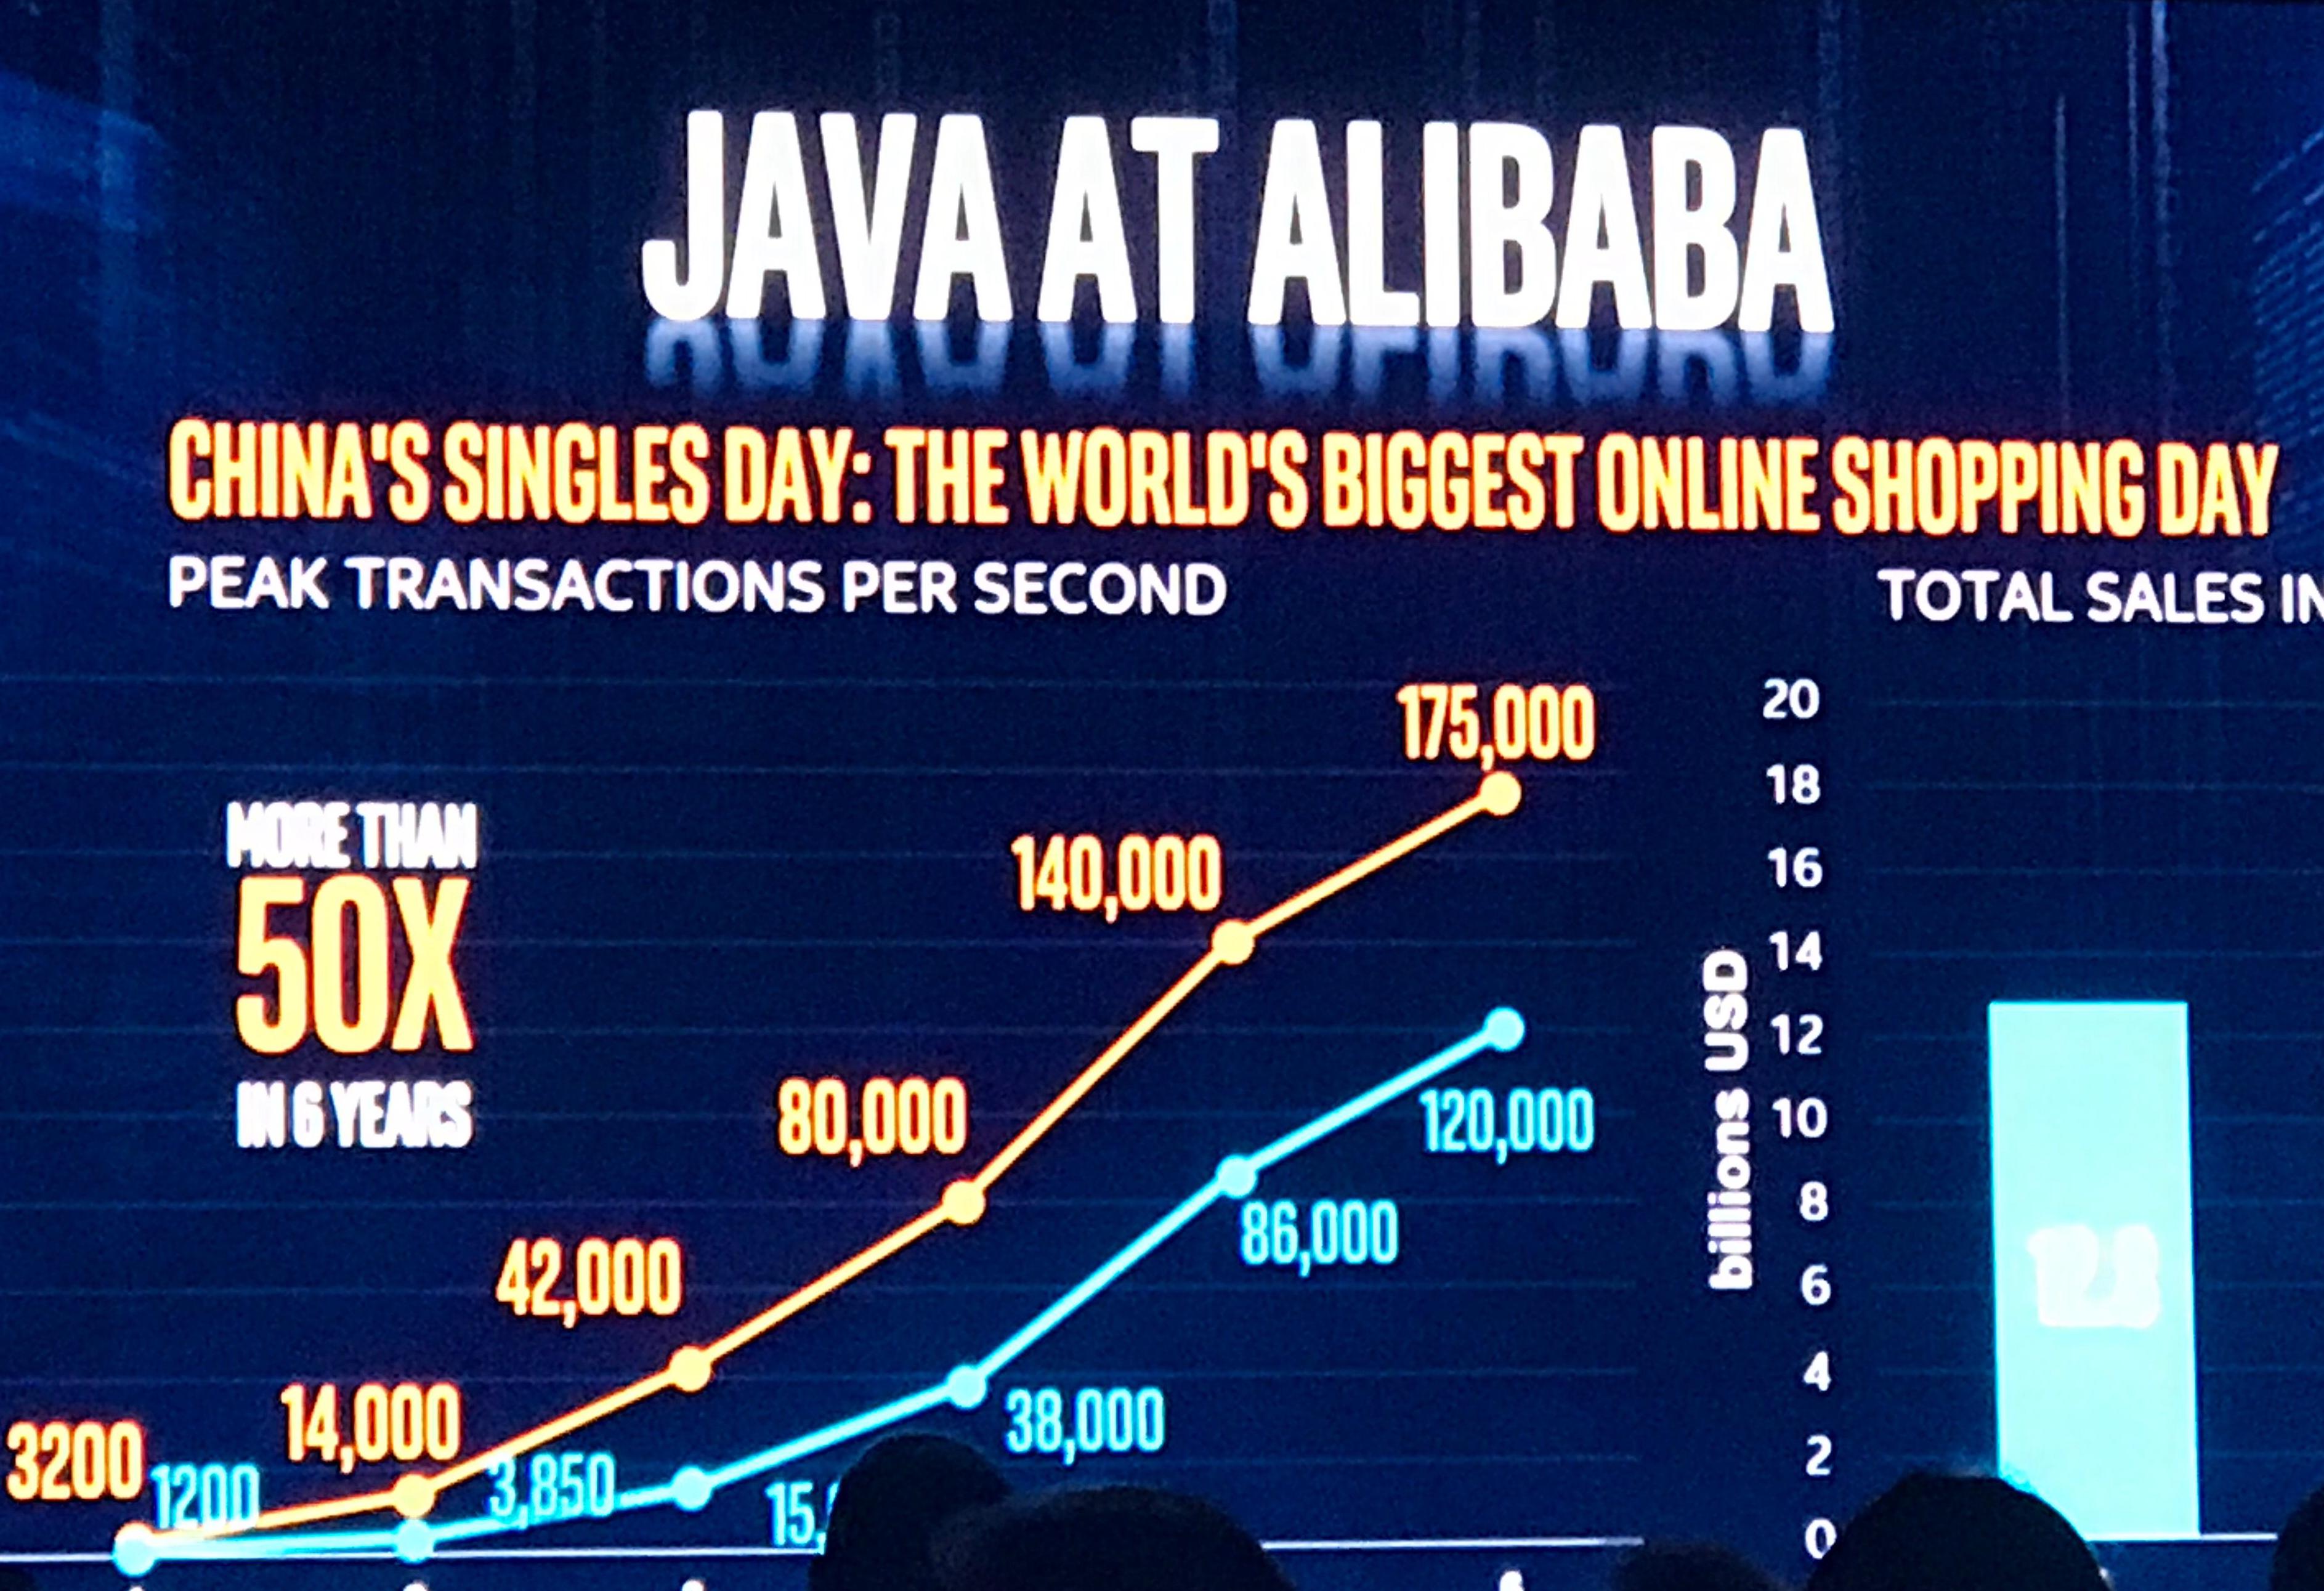 JAVA AT ALIBABA
CHINA'S SINGLES DAY: THE WORLD'S BIGGEST ONLINE SHOPPING DAY
PEAK TRANSACTIONS PER SECOND
TOTAL SALES IN
MORE THAN
50X
IN 6 YEARS
175,000
140,000
80,000
42,000
14,000
3200
120,000
86,000
38,000
15,
3,850
1200
billions USD
20
18
16
14
12
10
8
6
4
2
0